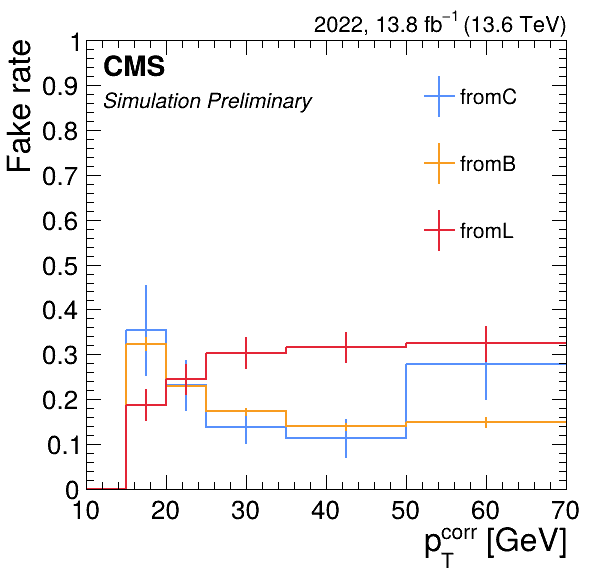 2022, 13.8 fb⁻¹ (13.6 TeV)
Fake rate
CMS
Simulation Preliminary
fromC
fromB
fromL
1
0.9
0.8
0.7
0.6
0.5
0.4
0.3
0.2
0.1
0
10 20 30 40 50 60 70
p_T^corr [GeV]